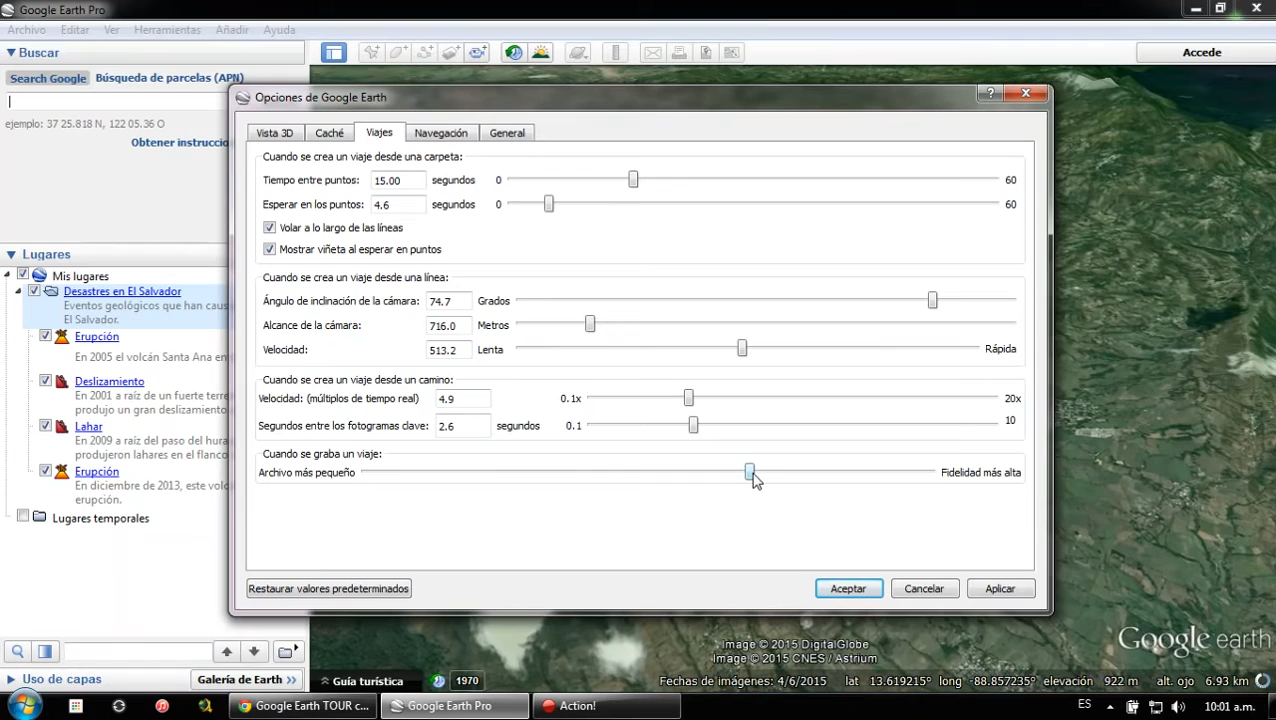 Google Earth Pro
Archivo Editar Ver Herramientas Añadir Ayuda
Buscar
Accede
Search Google Búsqueda de parcelas (APN)
ejemplo: 37 25.818 N, 122 05.36 O
Obtener instruccio
Opciones de Google Earth
Vista 3D Caché Viajes Navegación General
Cuando se crea un viaje desde una carpeta:
Tiempo entre puntos: 15.00 segundos 0 60
Esperar en los puntos: 4.6 segundos 0 60
Volar a lo largo de las líneas
Mostrar viñeta al esperar en puntos
Cuando se crea un viaje desde una línea:
Ángulo de inclinación de la cámara: 74.7 Grados
Alcance de la cámara: 716.0 Metros
Velocidad: 513.2 Lenta Rápida
Cuando se crea un viaje desde un camino:
Velocidad: (múltiplos de tiempo real) 4.9 0.1x 20x
Segundos entre los fotogramas clave: 2.6 segundos 0.1 10
Cuando se graba un viaje:
Archivo más pequeño Fidelidad más alta
Restaurar valores predeterminados Aceptar Cancelar Aplicar
Lugares
Mis lugares
Desastres en El Salvador
Eventos geológicos que han caus
El Salvador.
Erupción
En 2005 el volcán Santa Ana en
Deslizamiento
En 2001 a raíz de un fuerte terre
produjo un gran deslizamiento
Lahar
En 2009 a raíz del paso del hura
produjeron lahares en el flanco
Erupción
En diciembre de 2013, este volo
erupción.
Lugares temporales
Uso de capas
Galería de Earth >>
Image © 2015 DigitalGlobe
Image © 2015 CNES / Astrium
Google earth
Guía turística 1970 Fechas de imágenes: 4/6/2015 lat 13.619215° long -88.857235° elevación 922 m alt. ojo 6.93 km
Google Earth TOUR c... Google Earth Pro Action! ES 10:01 a.m.